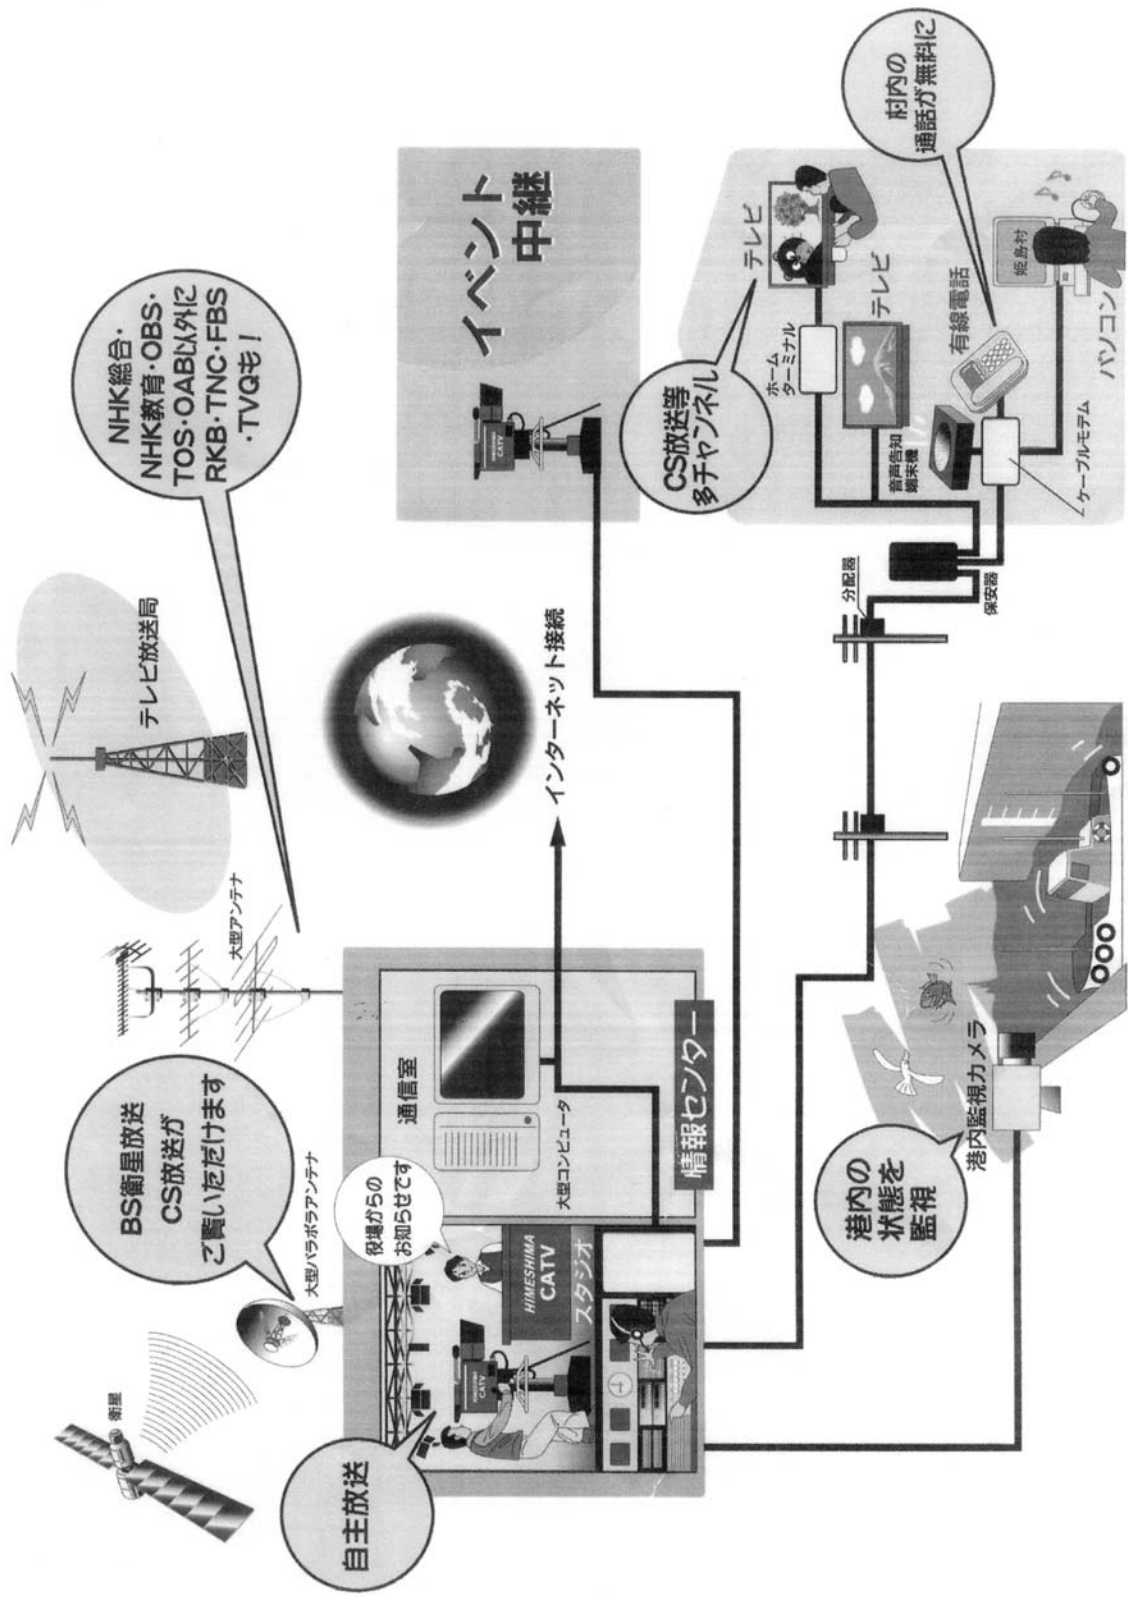 衛星
BS衛星放送
CS放送が
ご覧いただけます
大型パラボラアンテナ
大型アンテナ
テレビ放送局
NHK総合・
NHK教育・OBS・
TOS・OAB以外に
RKB・TNC・FBS
・TVQも!
自主放送
役場からの
お知らせです
HIMESHIMA
CATV
スタジオ
HIMESHIMA
CATV
通信室
大型コンピュータ
情報センター
インターネット接続
イベント
中継
HIMESHIMA
CATV
港内の
状態を
監視
港内監視カメラ
分配器
保安器
CS放送等
多チャンネル
テレビ
ホーム
ターミナル
テレビ
音声告知
端末機
有線電話
ケーブルモデム
パソコン
姫島村
村内の
通話が無料に